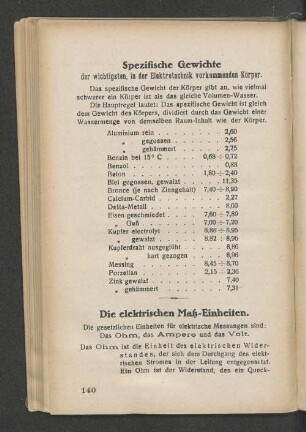 Spezifische Gewichte
der wichtigsten, in der Elektrotechnik vorkommenden Körper.
Das spezifische Gewicht der Körper gibt an, wie vielmal
schwerer ein Körper ist als das gleiche Volumen-Wasser.
Die Hauptregel lautet: Das spezifische Gewicht ist gleich
dem Gewicht des Körpers, dividiert durch das Gewicht einer
Wassermenge von demselben Raum-Inhalt wie der Körper.
Aluminium rein . . . . . 2,60
„ gegossen . . . . . 2,56
„ gehämmert . . . . . 2,75
Benzin bei 15° C . . . . . 0,68 ÷ 0,72
Benzol . . . . . 0,88
Beton . . . . . 1,80 ÷ 2,40
Blei gegossen, gewalzt . . . . . 11,35
Bronce (je nach Zinngehalt) 7,40 ÷ 8,90
Calcium-Carbid . . . . . 2,27
Delta-Metall . . . . . 8,60
Eisen geschmiedet . . . . . 7,60 ÷ 7,89
„ Guß . . . . . 7,00 ÷ 7,20
Kupfer electrolyt . . . . . 8,88 ÷ 8,95
„ gewalzt . . . . . 8,82 ÷ 8,96
Kupferdraht ausgeglüht . . . . . 8,86
„ hart gezogen . . . . . 8,96
Messing . . . . . 8,45 ÷ 8,70
Porzellan . . . . . 2,15 ÷ 2,36
Zink gewalzt . . . . . 7,40
„ gehämmert . . . . . 7,31
Die elektrischen Maß-Einheiten.
Die gesetzlichen Einheiten für elektrische Messungen sind:
Das Ohm, das Ampere und das Volt.
Das Ohm ist die Einheit des elektrischen Wider-
standes, der sich dem Durchgang des elekt-
rischen Stromes in der Leitung entgegensetzt.
Ein Ohm ist der Widerstand, den ein Queck-
140